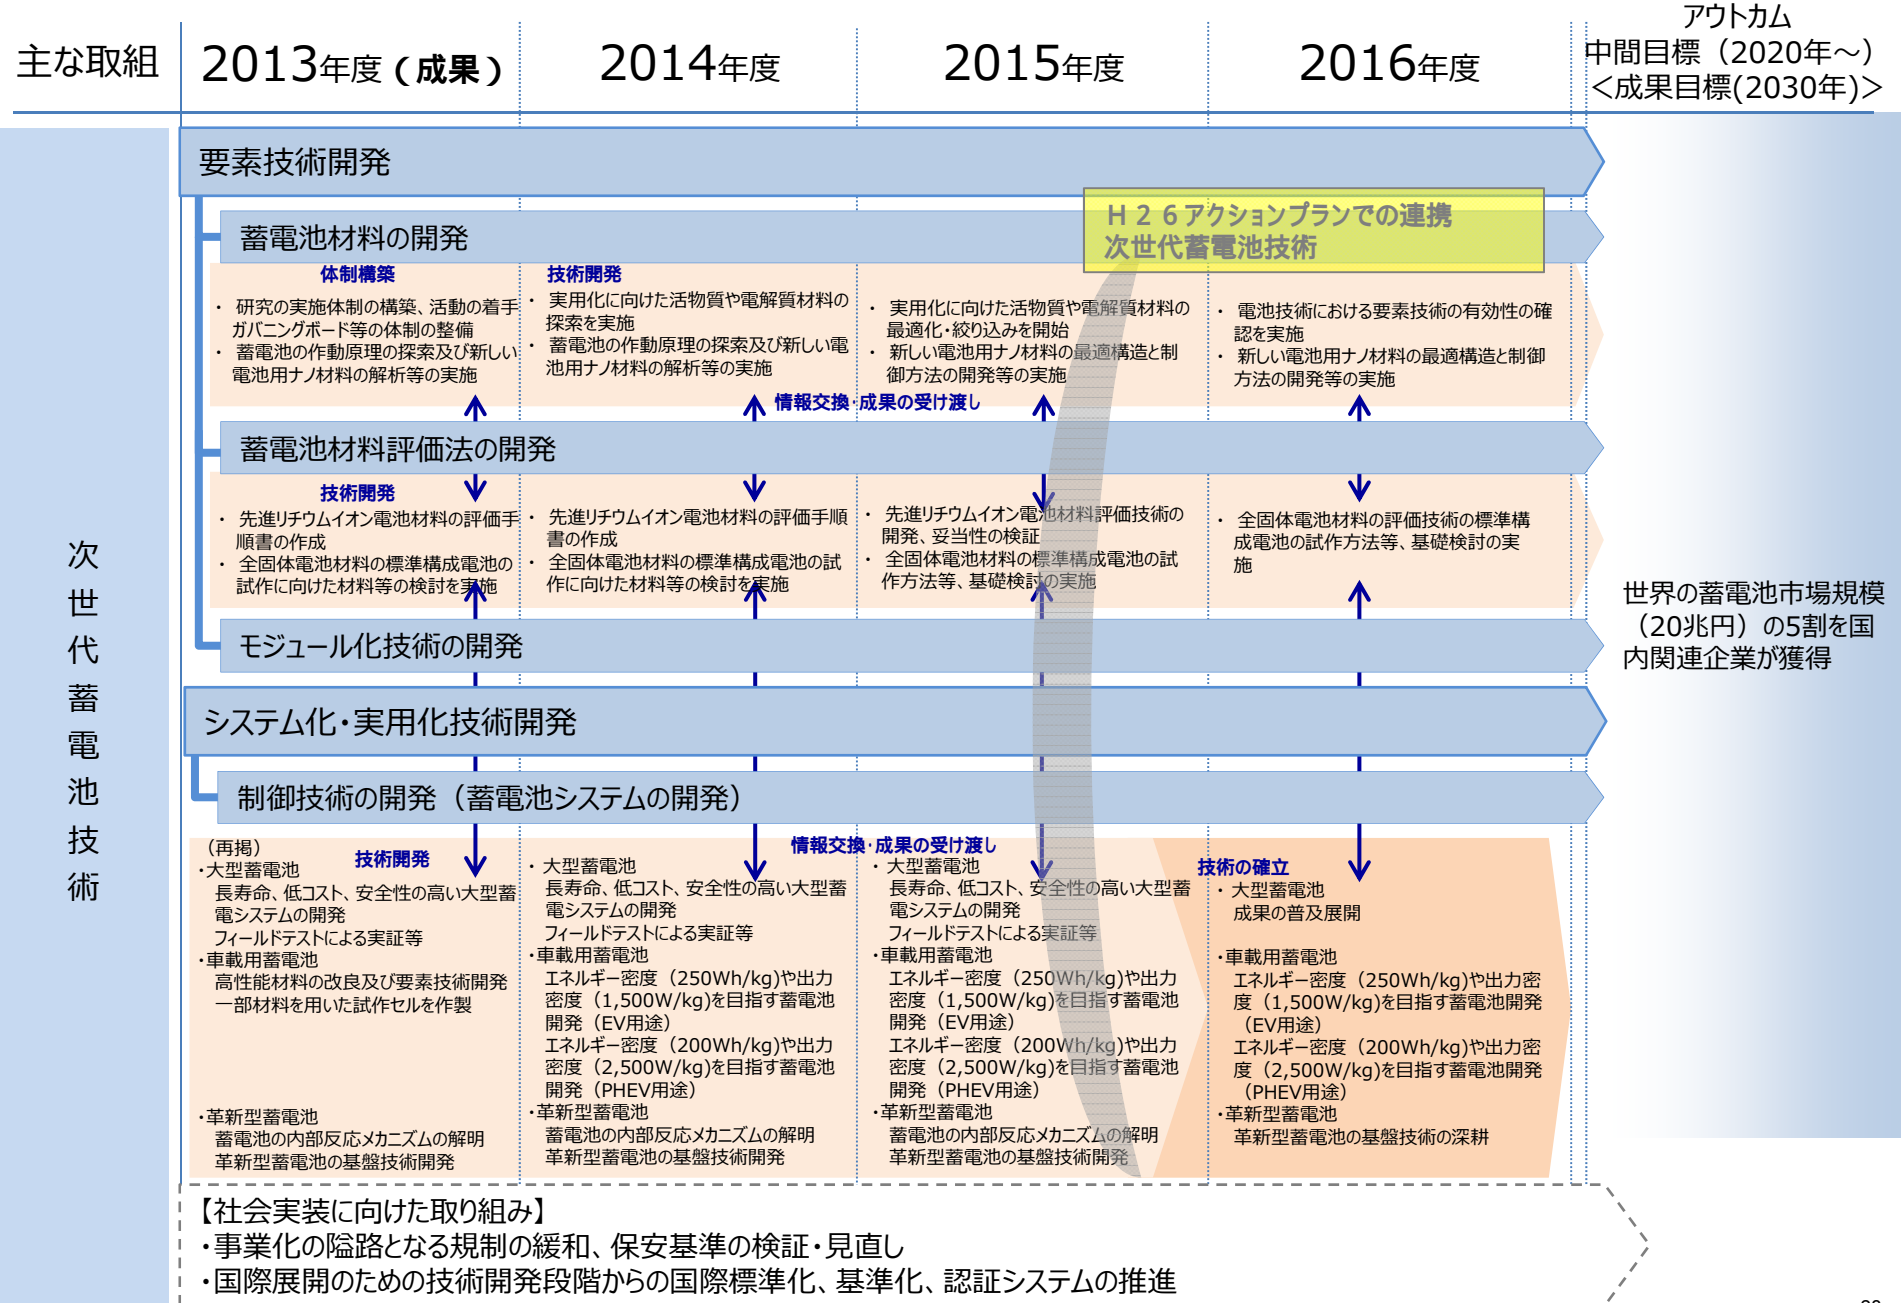 主な取組
2013年度（成果）
2014年度
2015年度
2016年度
アウトカム
中間目標（2020年～）
＜成果目標(2030年)＞
次世代蓄電池技術
要素技術開発
Ｈ２６アクションプランでの連携
次世代蓄電池技術
蓄電池材料の開発
体制構築
・ 研究の実施体制の構築、活動の着手
ガバニングボード等の体制の整備
・ 蓄電池の作動原理の探索及び新しい
電池用ナノ材料の解析等の実施
技術開発
・ 実用化に向けた活物質や電解質材料の
探索を実施
・ 蓄電池の作動原理の探索及び新しい電
池用ナノ材料の解析等の実施
・ 実用化に向けた活物質や電解質材料の
最適化・絞り込みを開始
・ 新しい電池用ナノ材料の最適構造と制
御方法の開発等の実施
・ 電池技術における要素技術の有効性の確
認を実施
・ 新しい電池用ナノ材料の最適構造と制御
方法の開発等の実施
情報交換・成果の受け渡し
蓄電池材料評価法の開発
技術開発
・ 先進リチウムイオン電池材料の評価手
順書の作成
・ 全固体電池材料の標準構成電池の
試作に向けた材料等の検討を実施
・ 先進リチウムイオン電池材料の評価手順
書の作成
・ 全固体電池材料の標準構成電池の試
作に向けた材料等の検討を実施
・ 先進リチウムイオン電池材料評価技術の
開発、妥当性の検証
・ 全固体電池材料の標準構成電池の試
作方法等、基礎検討の実施
・ 全固体電池材料の評価技術の標準構
成電池の試作方法等、基礎検討の実
施
モジュール化技術の開発
システム化・実用化技術開発
制御技術の開発（蓄電池システムの開発）
（再掲）
技術開発
・大型蓄電池
長寿命、低コスト、安全性の高い大型蓄
電システムの開発
フィールドテストによる実証等
・車載用蓄電池
高性能材料の改良及び要素技術開発
一部材料を用いた試作セルを作製
・革新型蓄電池
蓄電池の内部反応メカニズムの解明
革新型蓄電池の基盤技術開発
情報交換・成果の受け渡し
・ 大型蓄電池
長寿命、低コスト、安全性の高い大型蓄
電システムの開発
フィールドテストによる実証等
・車載用蓄電池
エネルギー密度（250Wh/kg)や出力
密度（1,500W/kg)を目指す蓄電池
開発（EV用途）
エネルギー密度（200Wh/kg)や出力
密度（2,500W/kg)を目指す蓄電池
開発（PHEV用途）
・革新型蓄電池
蓄電池の内部反応メカニズムの解明
革新型蓄電池の基盤技術開発
・ 大型蓄電池
長寿命、低コスト、安全性の高い大型蓄
電システムの開発
フィールドテストによる実証等
・車載用蓄電池
エネルギー密度（250Wh/kg)や出力
密度（1,500W/kg)を目指す蓄電池
開発（EV用途）
エネルギー密度（200Wh/kg)や出力
密度（2,500W/kg)を目指す蓄電池
開発（PHEV用途）
・革新型蓄電池
蓄電池の内部反応メカニズムの解明
革新型蓄電池の基盤技術開発
技術の確立
・ 大型蓄電池
成果の普及展開
・車載用蓄電池
エネルギー密度（250Wh/kg)や出力密
度（1,500W/kg)を目指す蓄電池開発
（EV用途）
エネルギー密度（200Wh/kg)や出力密
度（2,500W/kg)を目指す蓄電池開発
（PHEV用途）
・革新型蓄電池
革新型蓄電池の基盤技術の深耕
世界の蓄電池市場規模
（20兆円）の5割を国
内関連企業が獲得
【社会実装に向けた取り組み】
・事業化の隘路となる規制の緩和、保安基準の検証・見直し
・国際展開のための技術開発段階からの国際標準化、基準化、認証システムの推進